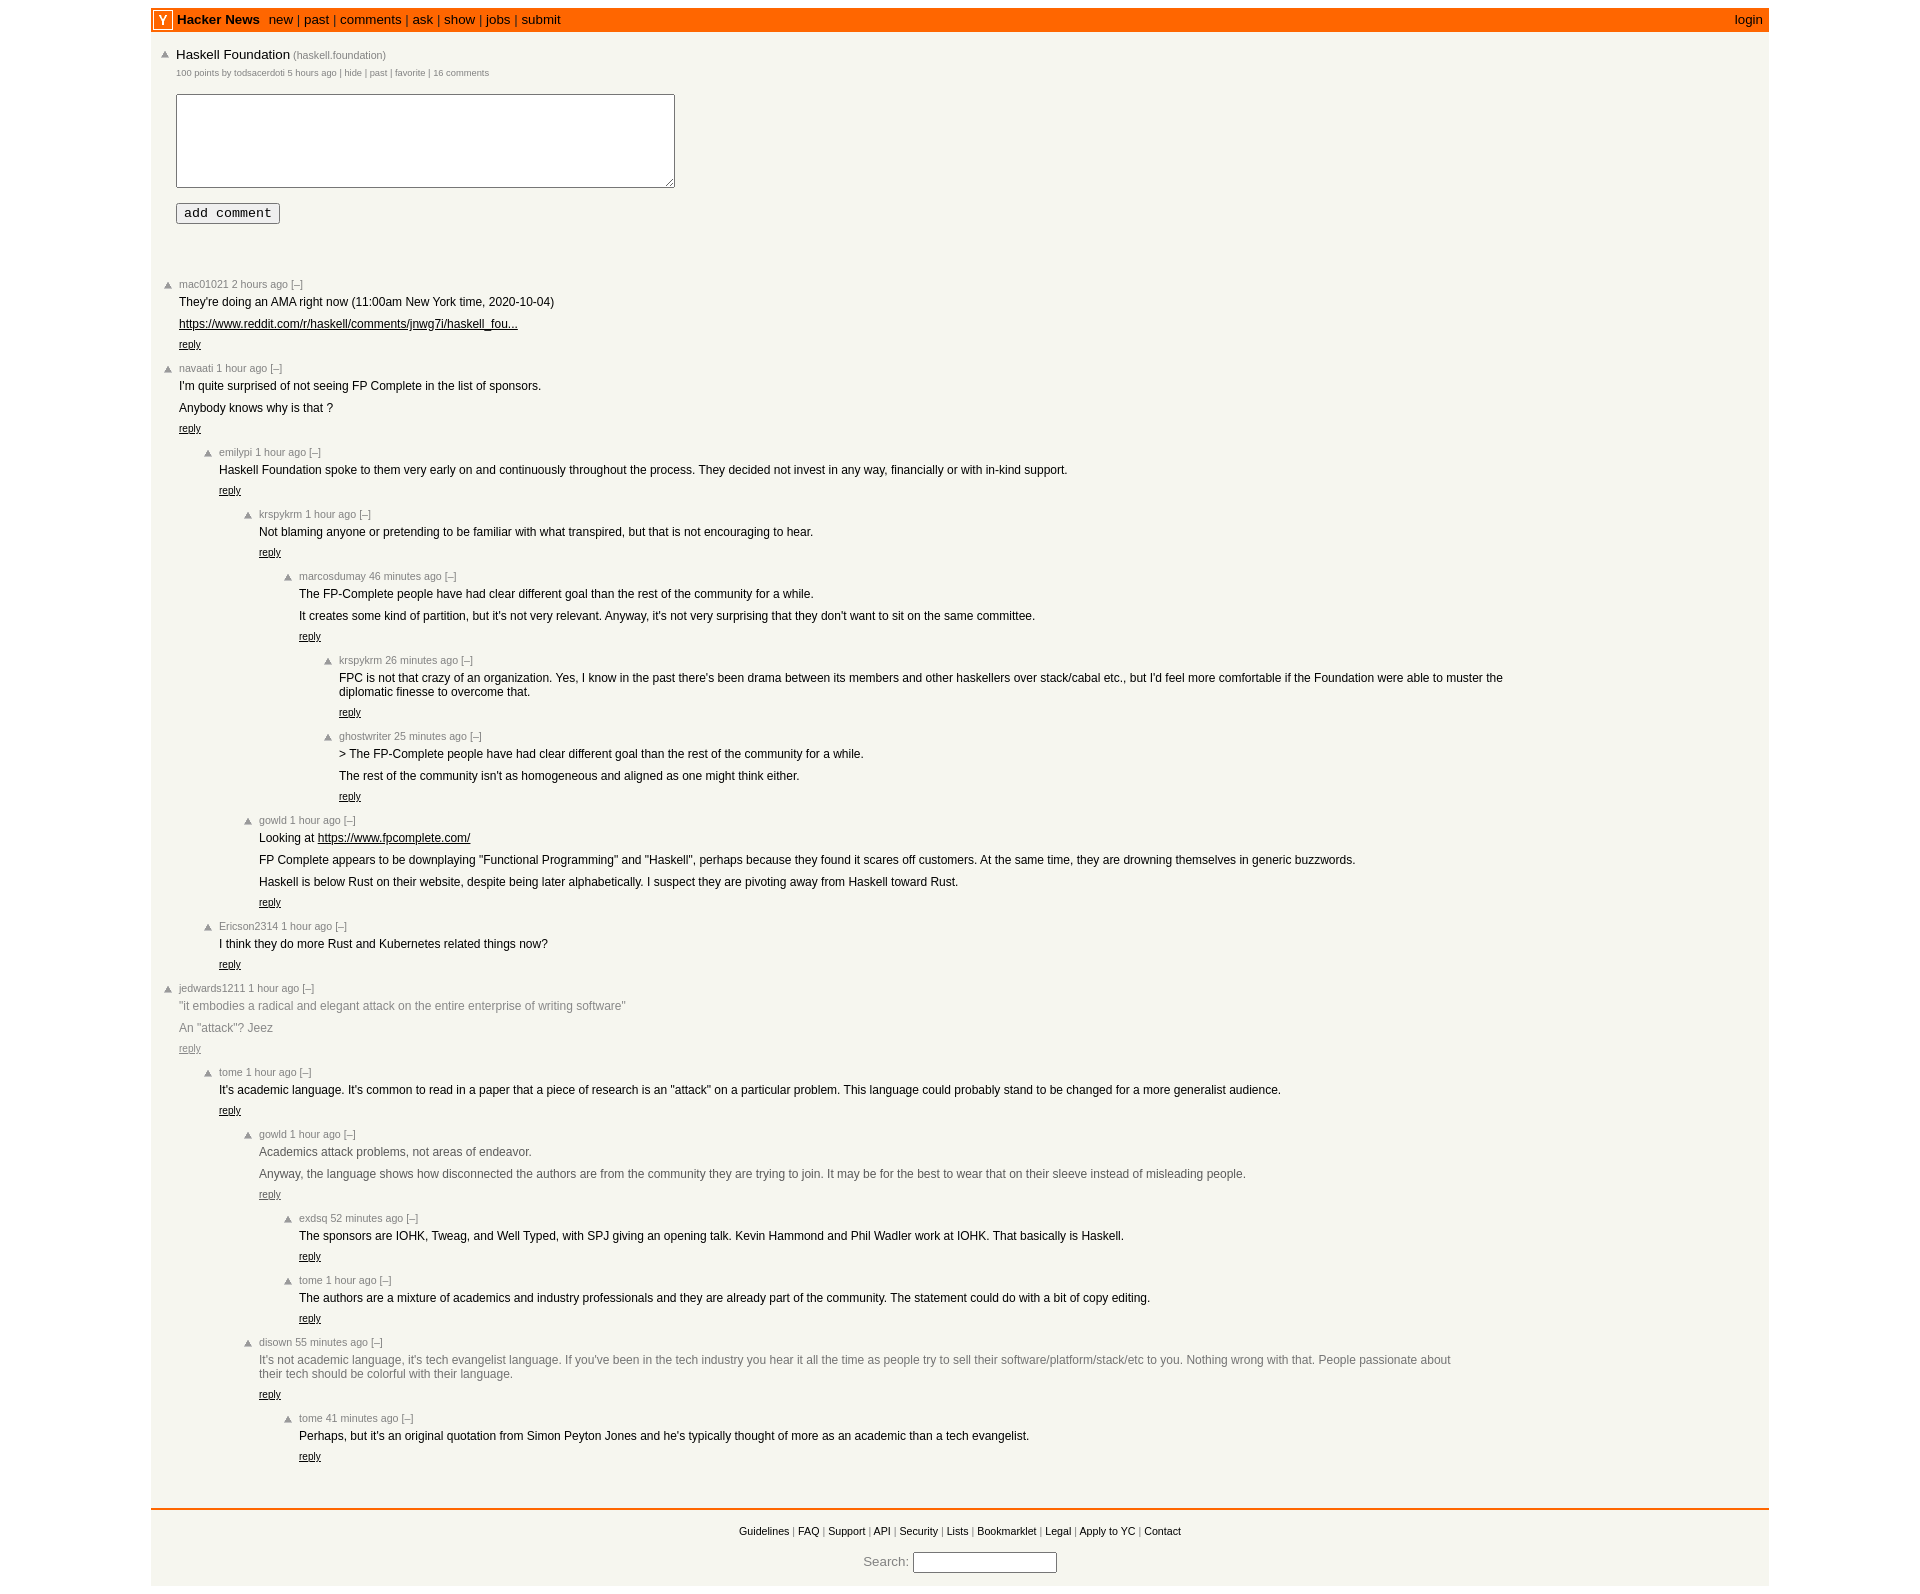 Y Hacker News new | past | comments | ask | show | jobs | submit login
Haskell Foundation (haskell.foundation)
100 points by todsacerdoti 5 hours ago | hide | past | favorite | 16 comments
add comment
mac01021 2 hours ago [–]
They're doing an AMA right now (11:00am New York time, 2020-10-04)
https://www.reddit.com/r/haskell/comments/jnwg7i/haskell_fou...
reply
navaati 1 hour ago [–]
I'm quite surprised of not seeing FP Complete in the list of sponsors.
Anybody knows why is that ?
reply
emilypi 1 hour ago [–]
Haskell Foundation spoke to them very early on and continuously throughout the process. They decided not invest in any way, financially or with in-kind support.
reply
krspykrm 1 hour ago [–]
Not blaming anyone or pretending to be familiar with what transpired, but that is not encouraging to hear.
reply
marcosdumay 46 minutes ago [–]
The FP-Complete people have had clear different goal than the rest of the community for a while.
It creates some kind of partition, but it's not very relevant. Anyway, it's not very surprising that they don't want to sit on the same committee.
reply
krspykrm 26 minutes ago [–]
FPC is not that crazy of an organization. Yes, I know in the past there's been drama between its members and other haskellers over stack/cabal etc., but I'd feel more comfortable if the Foundation were able to muster the
diplomatic finesse to overcome that.
reply
ghostwriter 25 minutes ago [–]
> The FP-Complete people have had clear different goal than the rest of the community for a while.
The rest of the community isn't as homogeneous and aligned as one might think either.
reply
gowld 1 hour ago [–]
Looking at https://www.fpcomplete.com/
FP Complete appears to be downplaying "Functional Programming" and "Haskell", perhaps because they found it scares off customers. At the same time, they are drowning themselves in generic buzzwords.
Haskell is below Rust on their website, despite being later alphabetically. I suspect they are pivoting away from Haskell toward Rust.
reply
Ericson2314 1 hour ago [–]
I think they do more Rust and Kubernetes related things now?
reply
jedwards1211 1 hour ago [–]
"it embodies a radical and elegant attack on the entire enterprise of writing software"
An "attack"? Jeez
reply
tome 1 hour ago [–]
It's academic language. It's common to read in a paper that a piece of research is an "attack" on a particular problem. This language could probably stand to be changed for a more generalist audience.
reply
gowld 1 hour ago [–]
Academics attack problems, not areas of endeavor.
Anyway, the language shows how disconnected the authors are from the community they are trying to join. It may be for the best to wear that on their sleeve instead of misleading people.
reply
exdsq 52 minutes ago [–]
The sponsors are IOHK, Tweag, and Well Typed, with SPJ giving an opening talk. Kevin Hammond and Phil Wadler work at IOHK. That basically is Haskell.
reply
tome 1 hour ago [–]
The authors are a mixture of academics and industry professionals and they are already part of the community. The statement could do with a bit of copy editing.
reply
disown 55 minutes ago [–]
It's not academic language, it's tech evangelist language. If you've been in the tech industry you hear it all the time as people try to sell their software/platform/stack/etc to you. Nothing wrong with that. People passionate about
their tech should be colorful with their language.
reply
tome 41 minutes ago [–]
Perhaps, but it's an original quotation from Simon Peyton Jones and he's typically thought of more as an academic than a tech evangelist.
reply
Guidelines | FAQ | Support | API | Security | Lists | Bookmarklet | Legal | Apply to YC | Contact
Search: